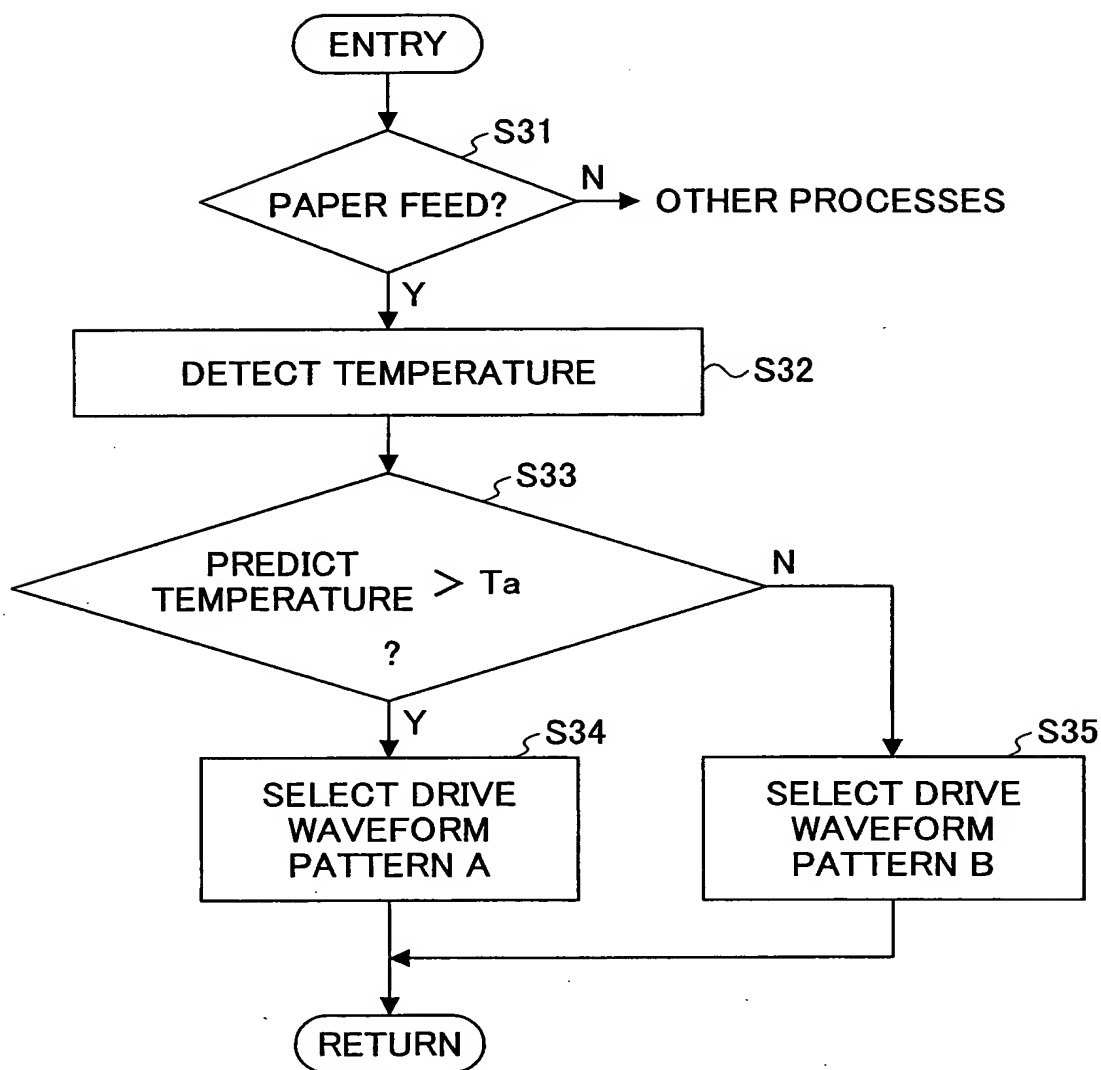 ENTRY
S31
PAPER FEED?
N
OTHER PROCESSES
Y
DETECT TEMPERATURE
S32
S33
PREDICT
TEMPERATURE > Ta
?
N
Y
S34
SELECT DRIVE
WAVEFORM
PATTERN A
S35
SELECT DRIVE
WAVEFORM
PATTERN B
RETURN